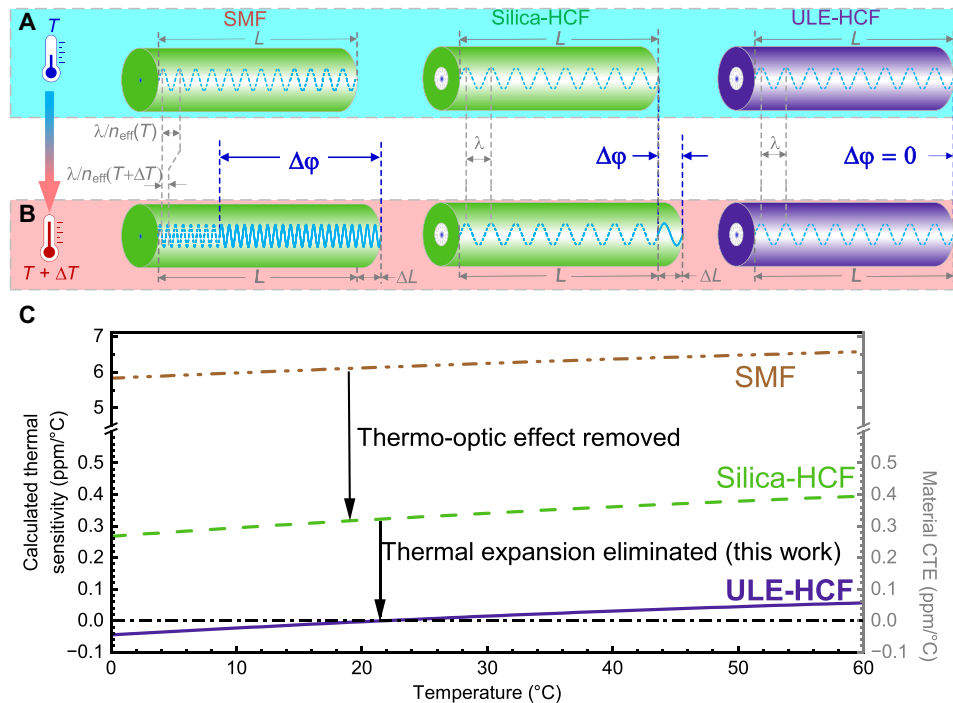 A
T
SMF
Silica-HCF
ULE-HCF
L
L
L
λ/n_eff(T)
λ
λ
Δφ
Δφ
Δφ = 0
λ/n_eff(T+ΔT)
B
T + ΔT
L
ΔL
L
ΔL
L
C
Calculated thermal
sensitivity (ppm/°C)
7
6
5
0.5
0.4
0.3
0.2
0.1
0.0
−0.1
SMF
Thermo-optic effect removed
Silica-HCF
Thermal expansion eliminated (this work)
ULE-HCF
0.5
0.4
0.3
0.2
0.1
0.0
−0.1
Material CTE (ppm/°C)
0
10
20
30
40
50
60
Temperature (°C)